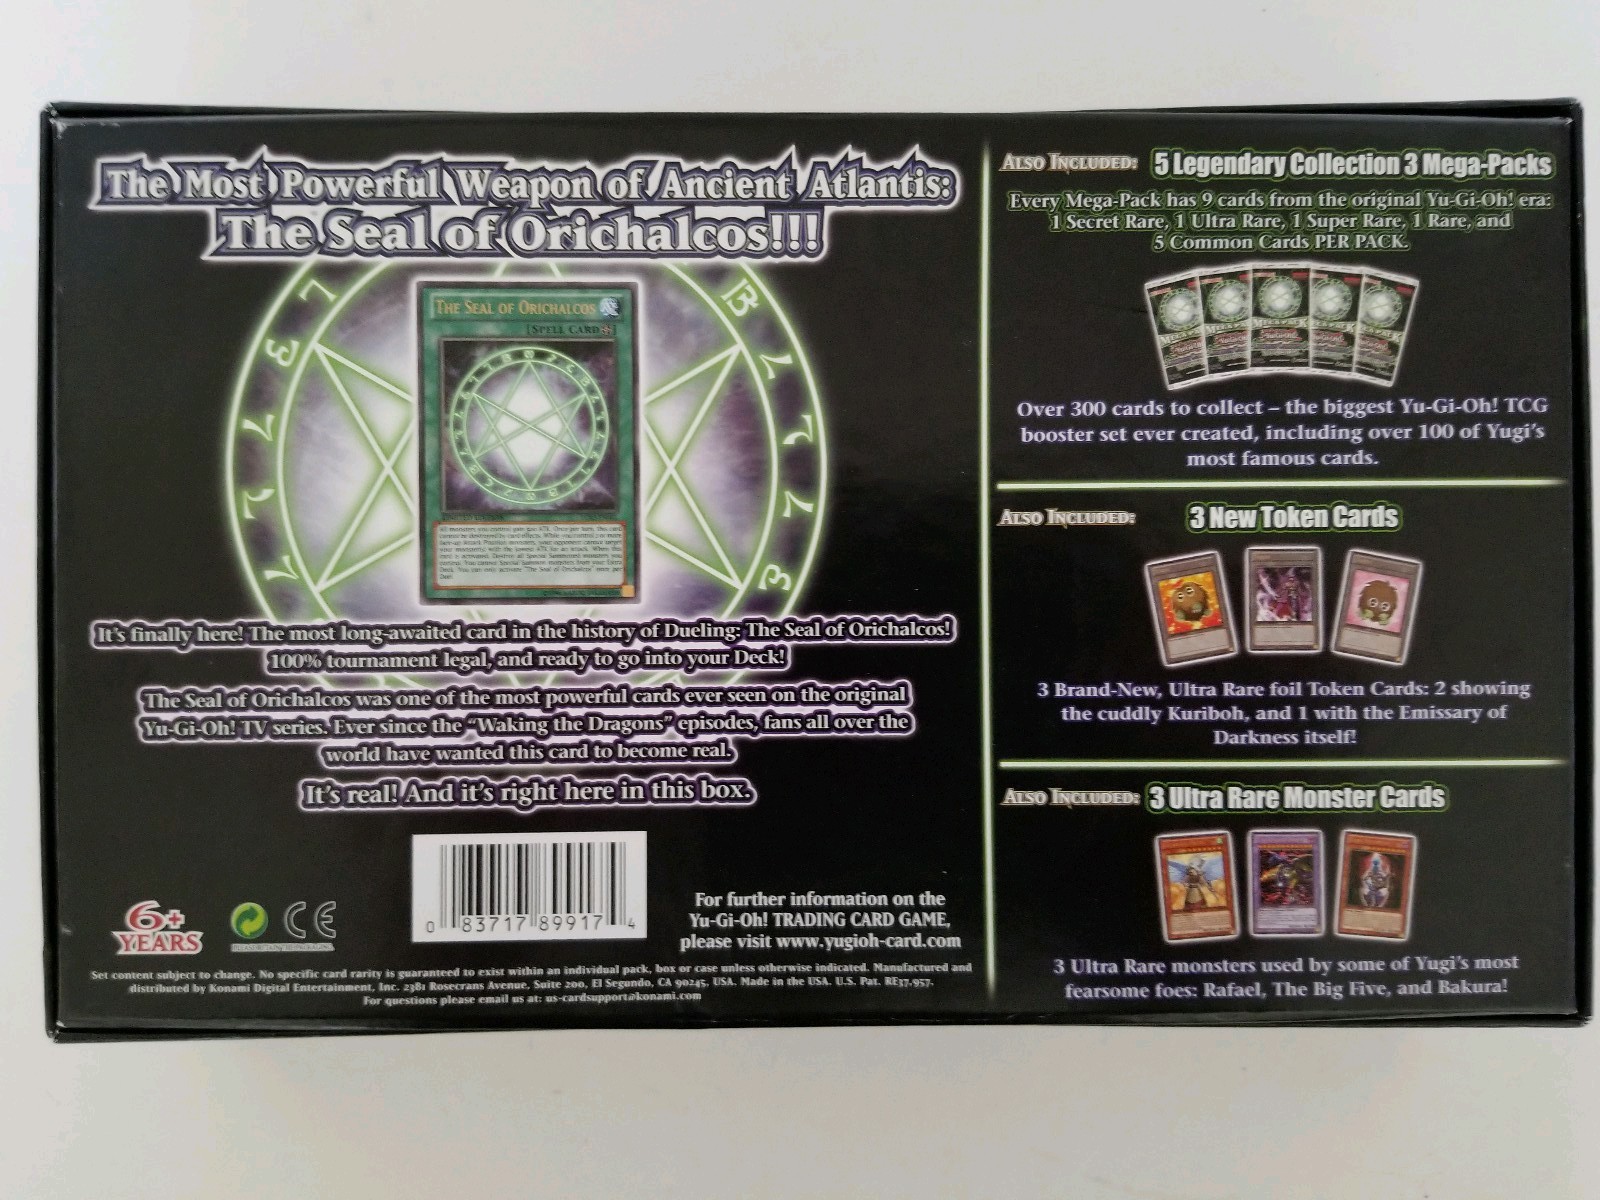 The Most Powerful Weapon of Ancient Atlantis:
The Seal of Orichalcos!!!
The Seal of Orichalcos
[Spell Card]
It's finally here! The most long-awaited card in the history of Dueling: The Seal of Orichalcos!
100% tournament legal, and ready to go into your Deck!
The Seal of Orichalcos was one of the most powerful cards ever seen on the original
Yu-Gi-Oh! TV series. Ever since the "Waking the Dragons" episodes, fans all over the
world have wanted this card to become real.
It's real! And it's right here in this box.
6+
YEARS
CE
0 83717 89917 4
For further information on the
Yu-Gi-Oh! TRADING CARD GAME,
please visit www.yugioh-card.com
Set content subject to change. No specific card rarity is guaranteed to exist within an individual pack, box or case unless otherwise indicated. Manufactured and
distributed by Konami Digital Entertainment, Inc. 2381 Rosecrans Avenue, Suite 200, El Segundo, CA 90245. USA. Made in the USA. U.S. Pat. RE37,957.
For questions please email us at: us-cardsupport@konami.com
Also Included: 5 Legendary Collection 3 Mega-Packs
Every Mega-Pack has 9 cards from the original Yu-Gi-Oh! era:
1 Secret Rare, 1 Ultra Rare, 1 Super Rare, 1 Rare, and
5 Common Cards PER PACK.
Over 300 cards to collect – the biggest Yu-Gi-Oh! TCG
booster set ever created, including over 100 of Yugi's
most famous cards.
Also Included: 3 New Token Cards
3 Brand-New, Ultra Rare foil Token Cards: 2 showing
the cuddly Kuriboh, and 1 with the Emissary of
Darkness itself!
Also Included: 3 Ultra Rare Monster Cards
3 Ultra Rare monsters used by some of Yugi's most
fearsome foes: Rafael, The Big Five, and Bakura!